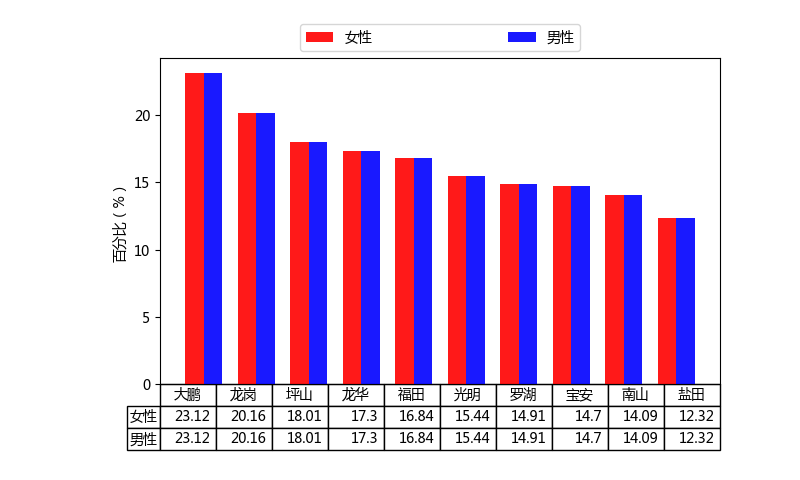 女性 男性
百分比（%）
20
15
10
5
0
大鹏 龙岗 坪山 龙华 福田 光明 罗湖 宝安 南山 盐田
女性 23.12 20.16 18.01 17.3 16.84 15.44 14.91 14.7 14.09 12.32
男性 23.12 20.16 18.01 17.3 16.84 15.44 14.91 14.7 14.09 12.32